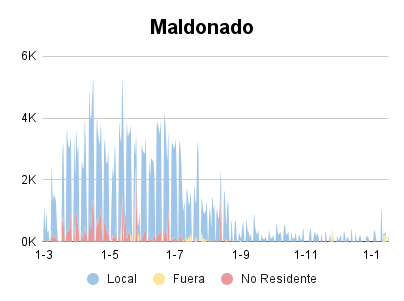 Maldonado
6K
4K
2K
0K
1-3 1-5 1-7 1-9 1-11 1-1
Local Fuera No Residente